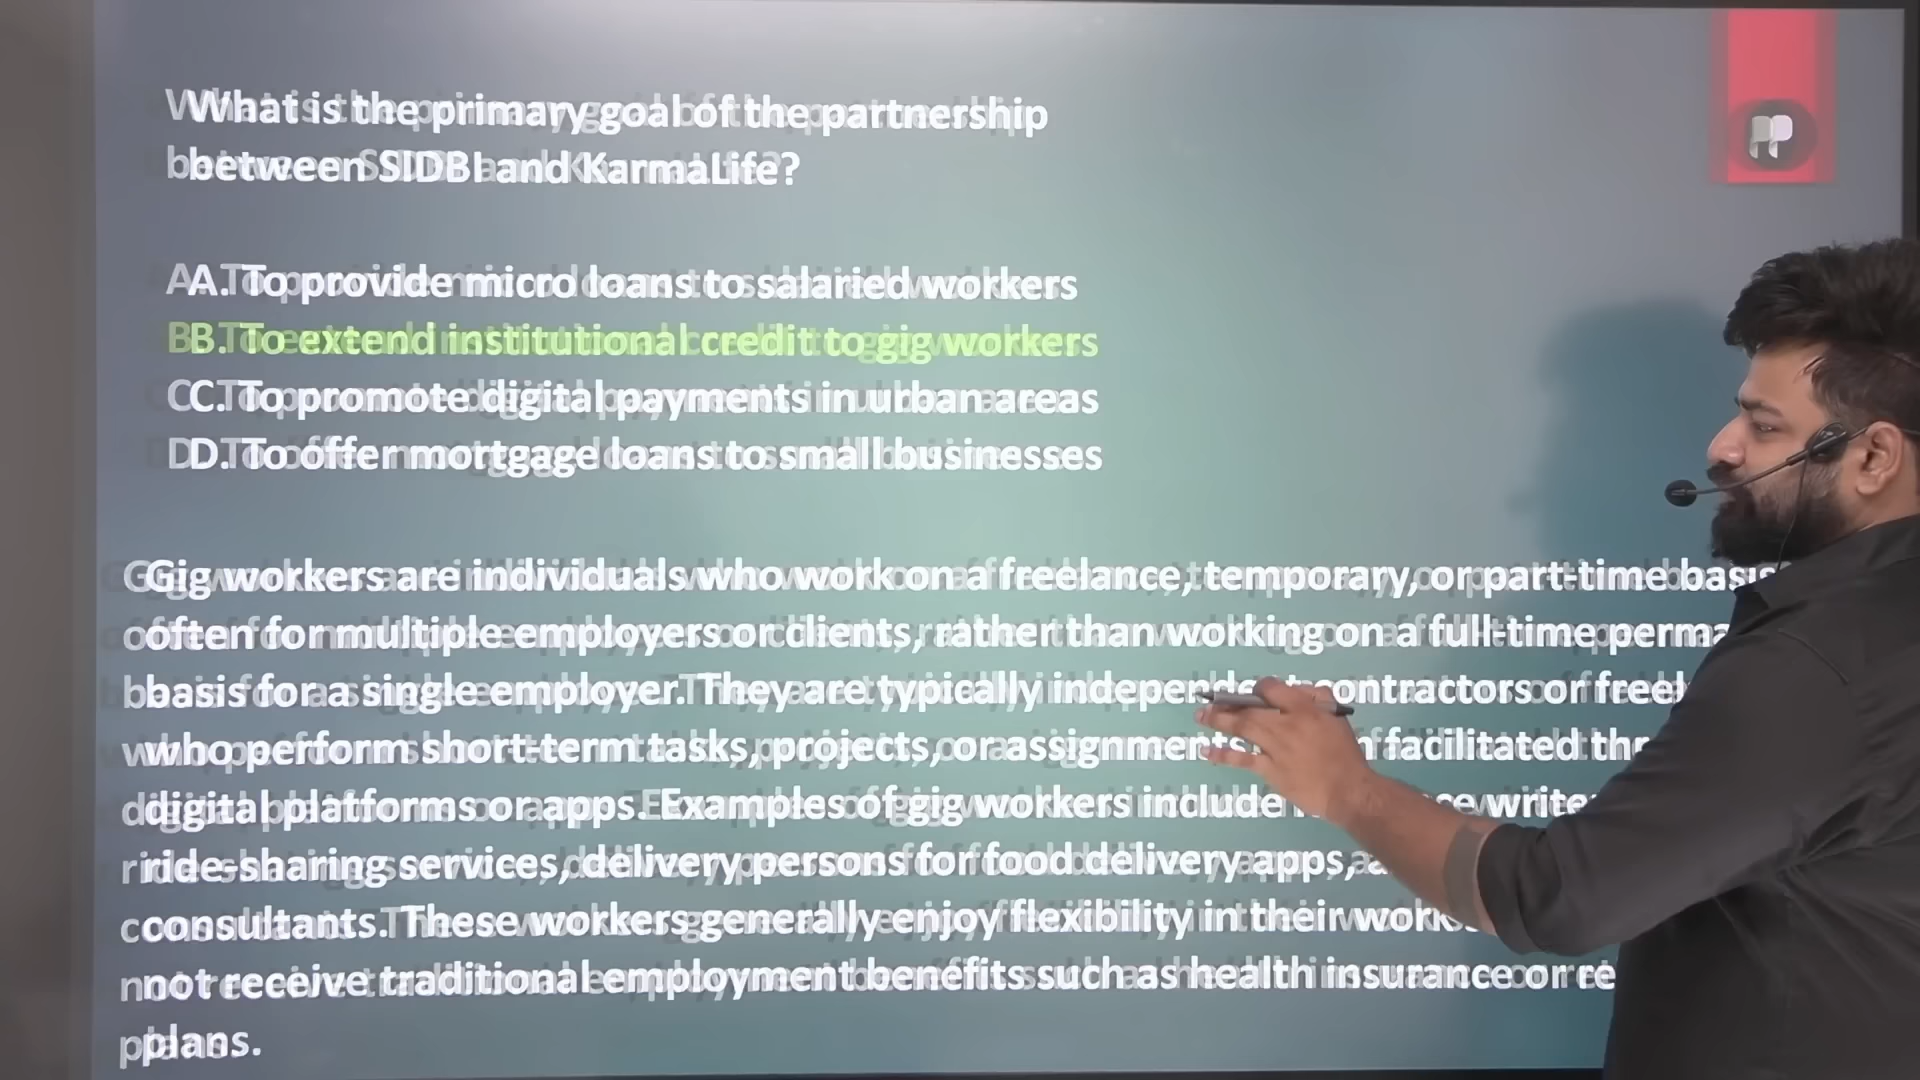 What is the primary goal of the partnership
between SIDBI and KarmaLife?
A. To provide micro loans to salaried workers
B. To extend institutional credit to gig workers
C. To promote digital payments in urban areas
D. To offer mortgage loans to small businesses
Gig workers are individuals who work on a freelance, temporary, or part-time basis
often for multiple employers or clients, rather than working on a full-time
basis for a single employer. They are typically independent contractors or
who perform short-term tasks, projects, or assignments facilitated
digital platforms or apps. Examples of gig workers include
ride-sharing services, delivery persons for food delivery apps,
consultants. These workers generally enjoy flexibility in their work
not receive traditional employment benefits such as health insurance or
plans.